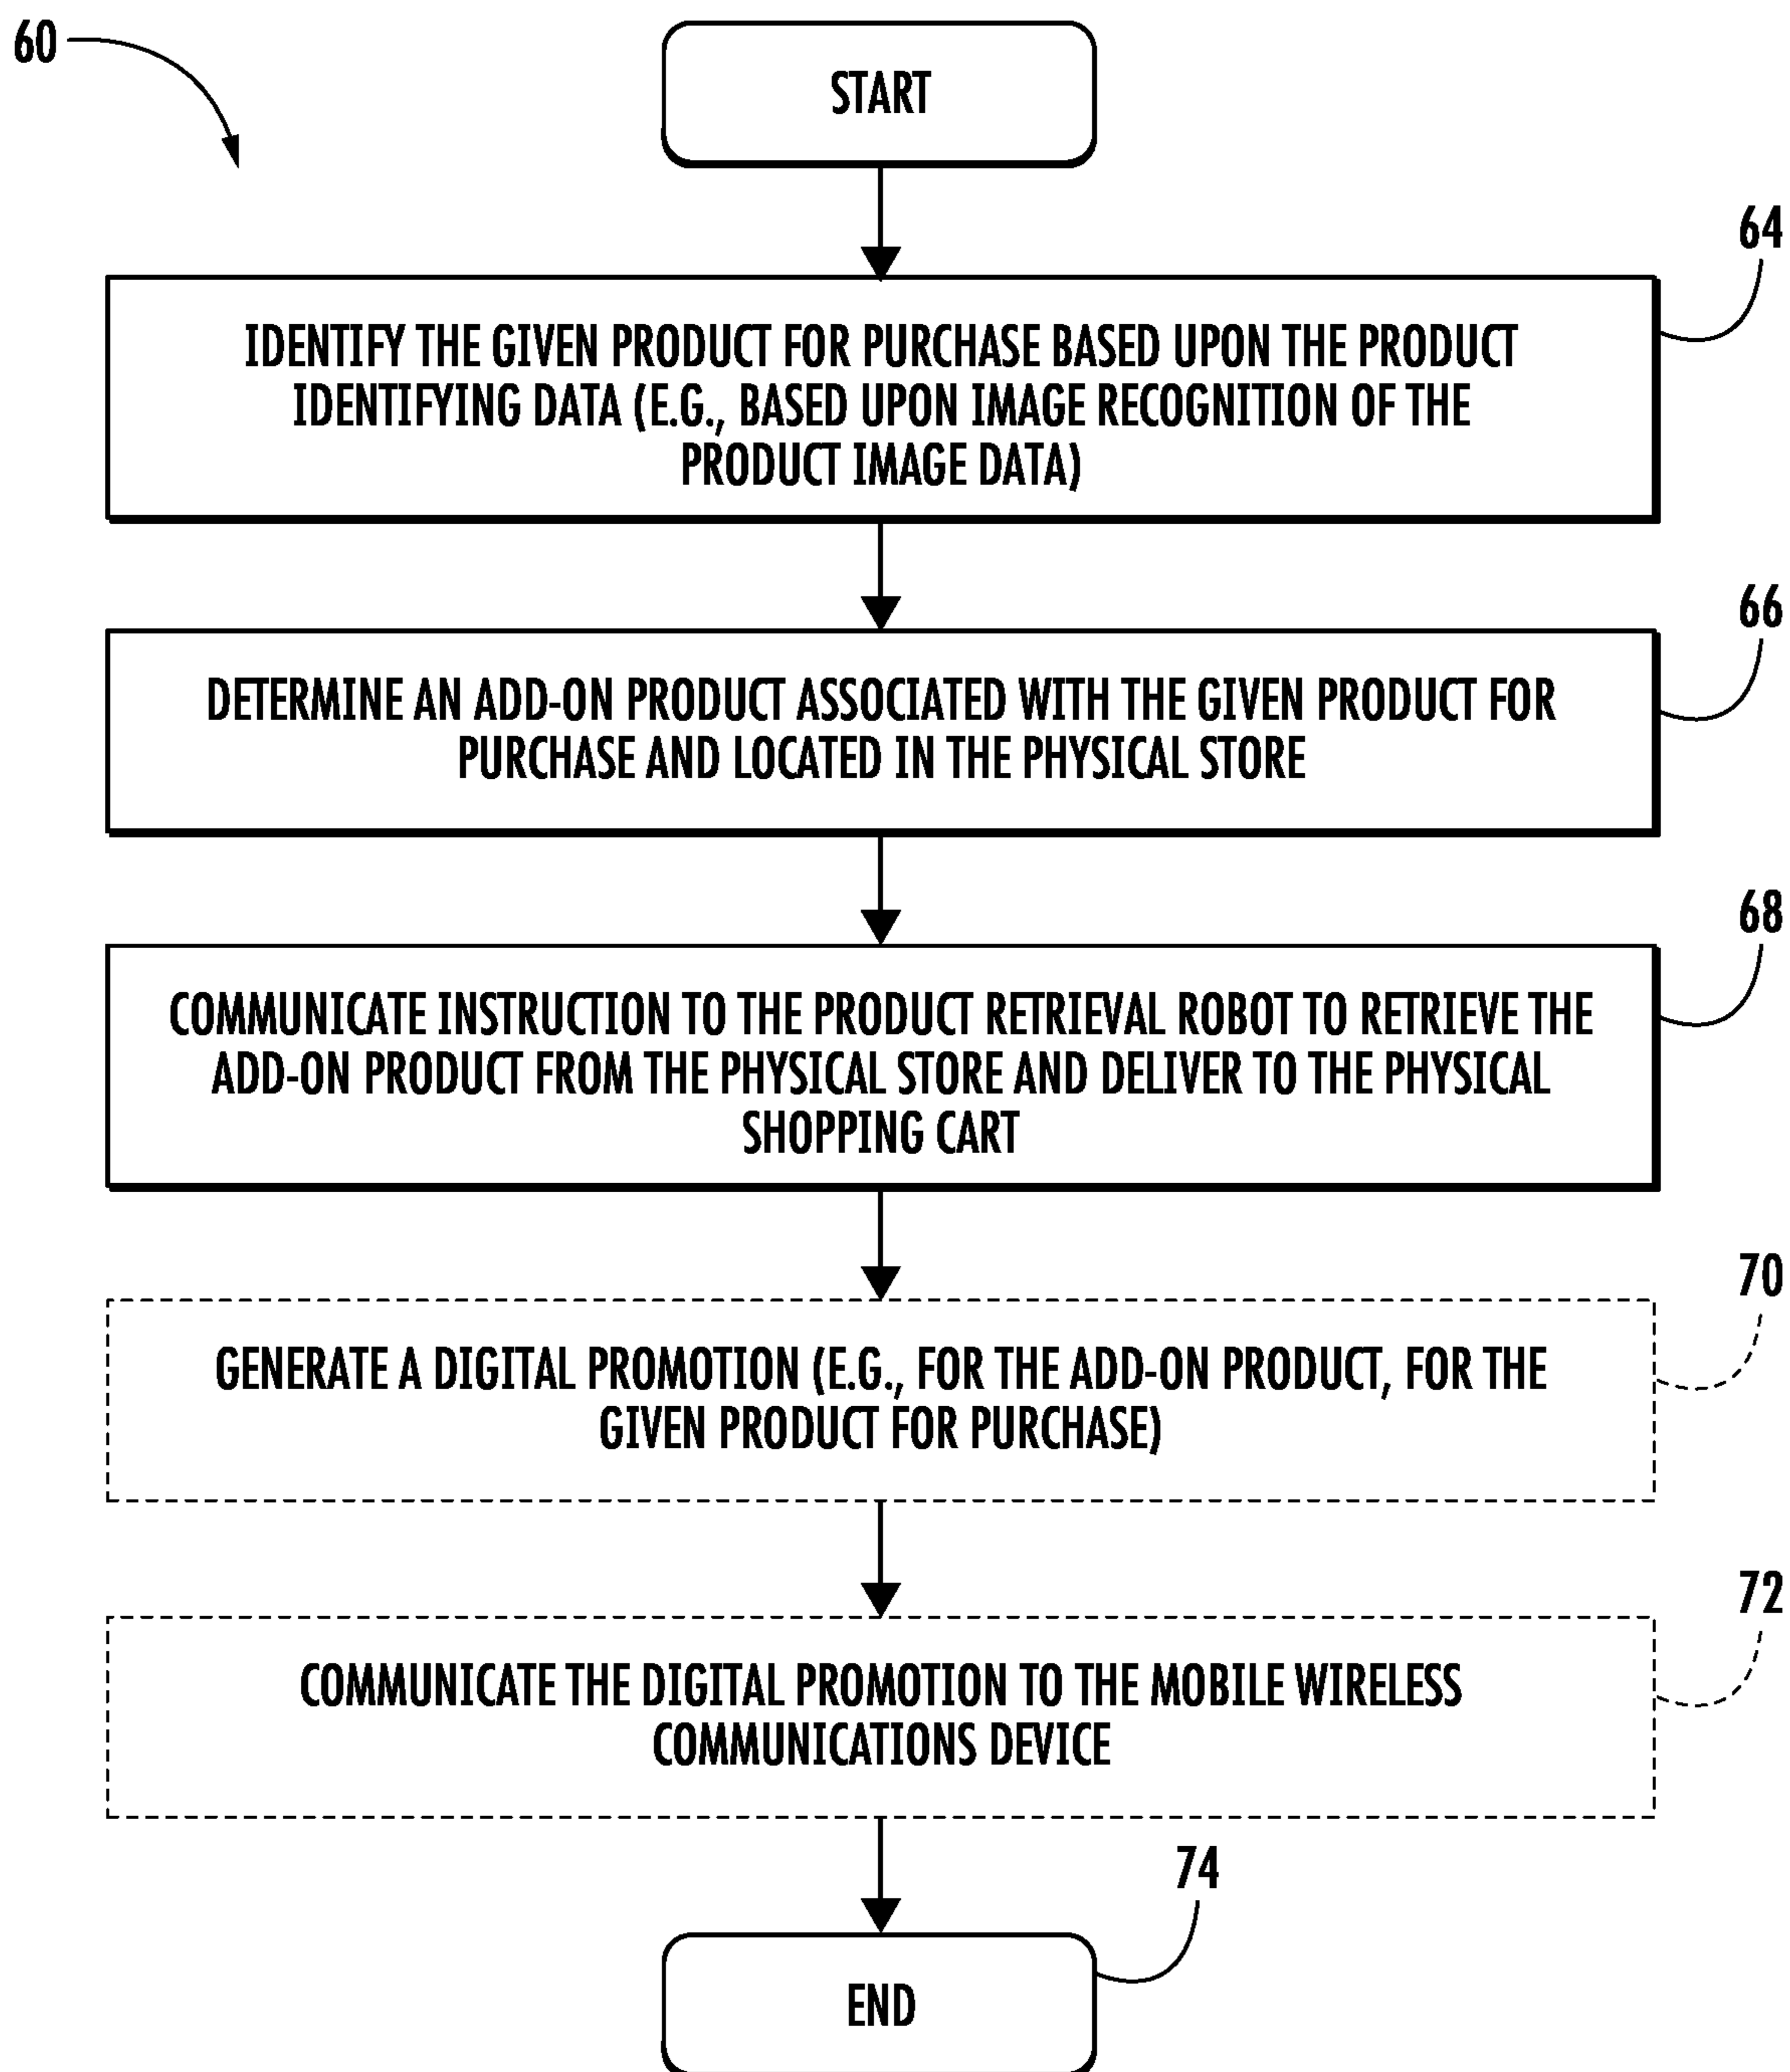 60
START
64
IDENTIFY THE GIVEN PRODUCT FOR PURCHASE BASED UPON THE PRODUCT
IDENTIFYING DATA (E.G., BASED UPON IMAGE RECOGNITION OF THE
PRODUCT IMAGE DATA)
66
DETERMINE AN ADD-ON PRODUCT ASSOCIATED WITH THE GIVEN PRODUCT FOR
PURCHASE AND LOCATED IN THE PHYSICAL STORE
68
COMMUNICATE INSTRUCTION TO THE PRODUCT RETRIEVAL ROBOT TO RETRIEVE THE
ADD-ON PRODUCT FROM THE PHYSICAL STORE AND DELIVER TO THE PHYSICAL
SHOPPING CART
70
GENERATE A DIGITAL PROMOTION (E.G., FOR THE ADD-ON PRODUCT, FOR THE
GIVEN PRODUCT FOR PURCHASE)
72
COMMUNICATE THE DIGITAL PROMOTION TO THE MOBILE WIRELESS
COMMUNICATIONS DEVICE
74
END